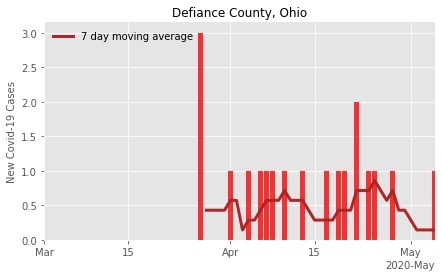 Defiance County, Ohio
7 day moving average
New Covid-19 Cases
3.0
2.5
2.0
1.5
1.0
0.5
0.0
Mar 15 Apr 15 May
2020-May